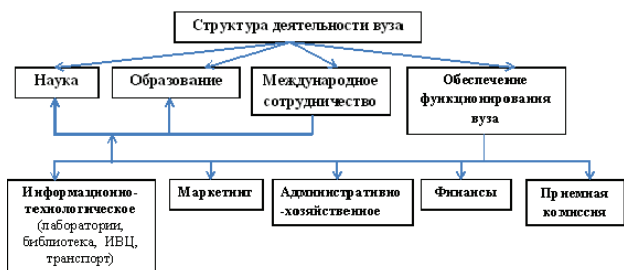 Структура деятельности вуза
Наука
Образование
Международное
сотрудничество
Обеспечение
функционирования
вуза
Информационно-
технологическое
(лаборатории,
библиотека, ИВЦ,
транспорт)
Маркетинг
Административно
-хозяйственное
Финансы
Приемная
комиссия